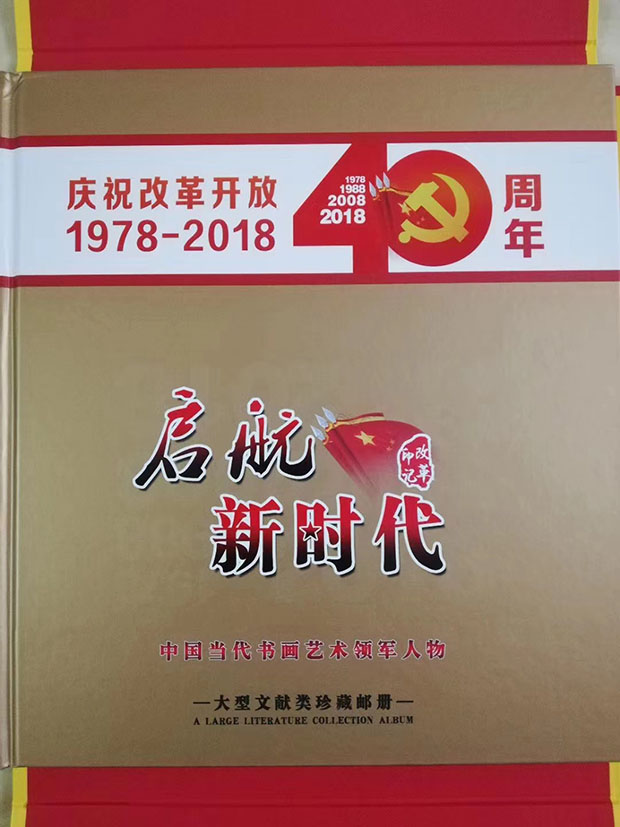 庆祝改革开放
1978-2018
40
1978
1988
2008
2018
周年
启航
改革
印记
新时代
中国当代书画艺术领军人物
—大型文献类珍藏邮册—
A LARGE LITERATURE COLLECTION ALBUM